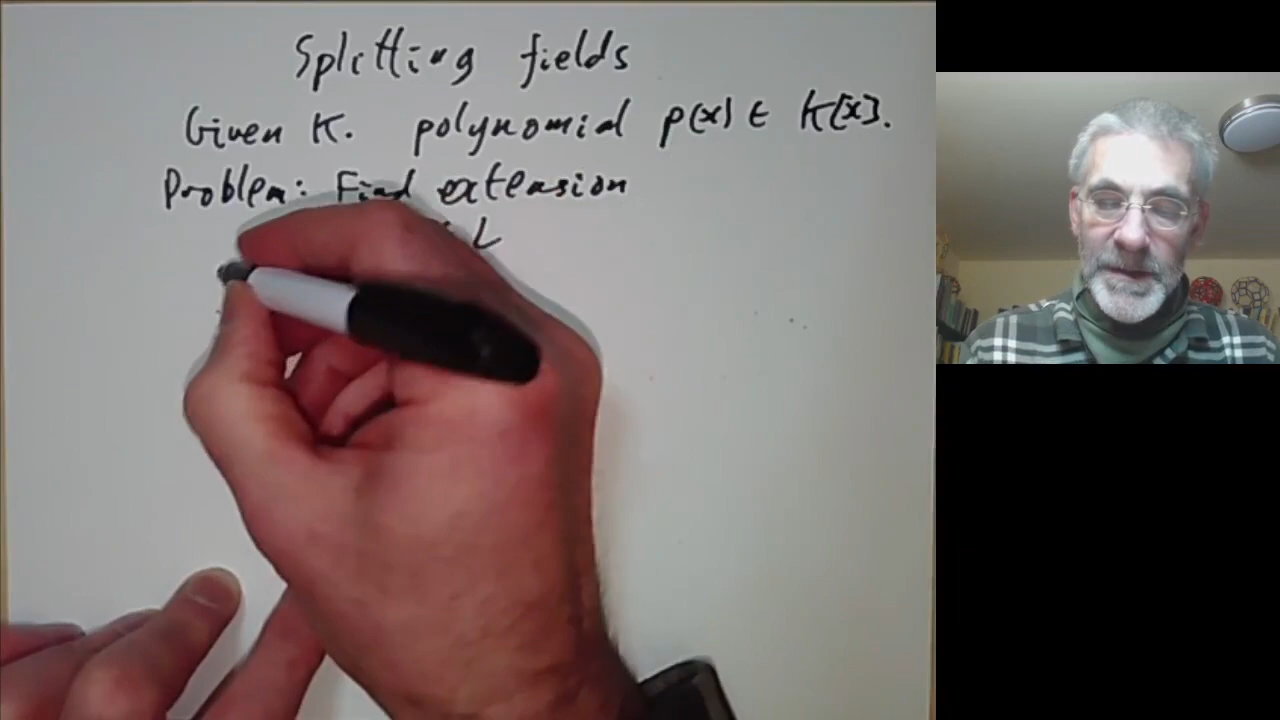 Splitting fields
Given K. polynomial p(x) ∈ K[x].
Problem: Find extension
L